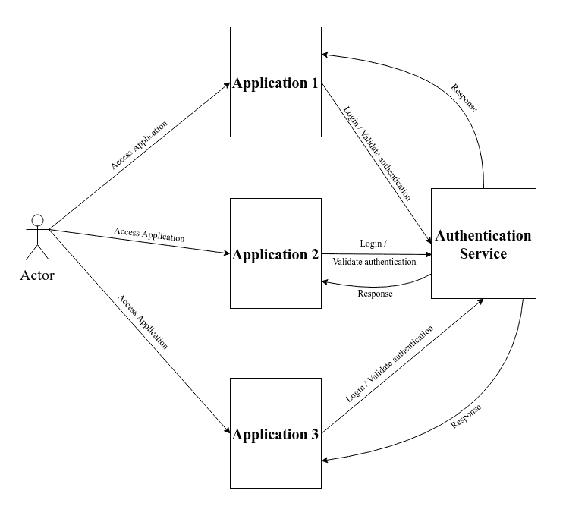 Application 1
Response
Login / Validate authentication
Access Application
Actor
Access Application
Application 2
Login /
Validate authentication
Response
Authentication
Service
Access Application
Login / Validate authentication
Application 3
Response